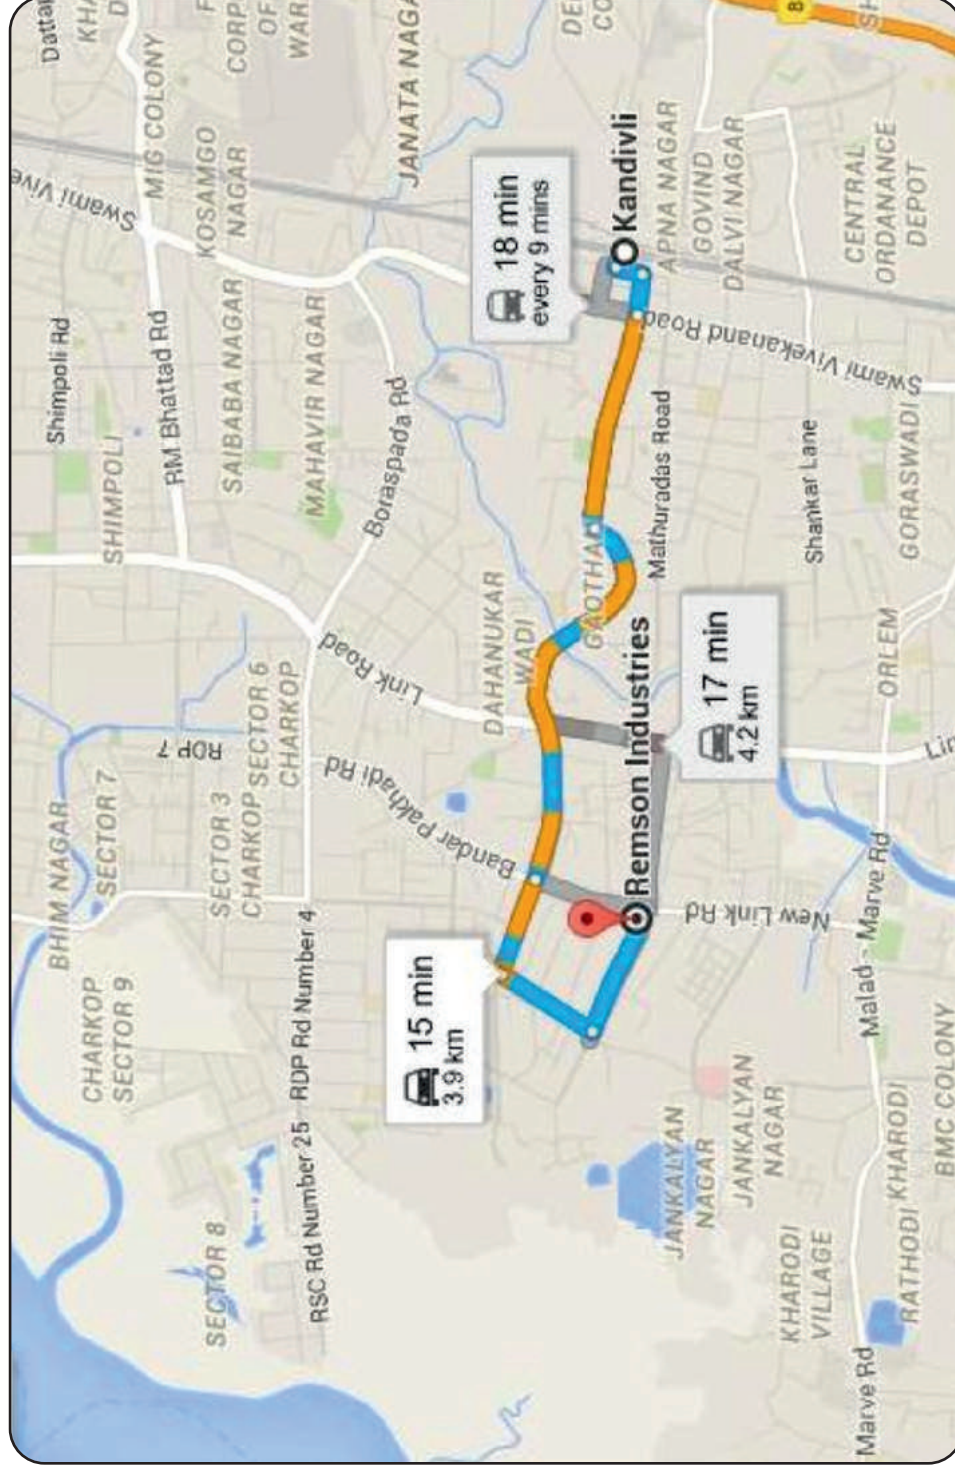 Shimpoli Rd
BHIM NAGAR
CHARKOP
SECTOR 9
SECTOR 7
SHIMPOLI
MIG COLONY
Swami Vive
RM Bhattad Rd
RDP 7
KOSAMGO
NAGAR
SECTOR 8
SECTOR 3
CHARKOP
SECTOR 6
CHARKOP
SAIBABA NAGAR
MAHAVIR NAGAR
RSC Rd Number 25
RDP Rd Number 4
Bandar Pakhadi Rd
Link Road
Boraspada Rd
JANATA NAGA
15 min
3.9 km
DAHANUKAR
WADI
18 min
every 9 mins
GAOTHAN
Kandivli
Remson Industries
Mathuradas Road
APNA NAGAR
GOVIND
DALVI NAGAR
JANKALYAN
NAGAR
17 min
4.2 km
JANKALYAN
NAGAR
New Link Rd
Swami Vivekanand Road
KHARODI
VILLAGE
Shankar Lane
8
CENTRAL
ORDANANCE
DEPOT
Marve Rd
Malad - Marve Rd
ORLEM
GORASWADI
RATHODI
KHARODI
BMC COLONY